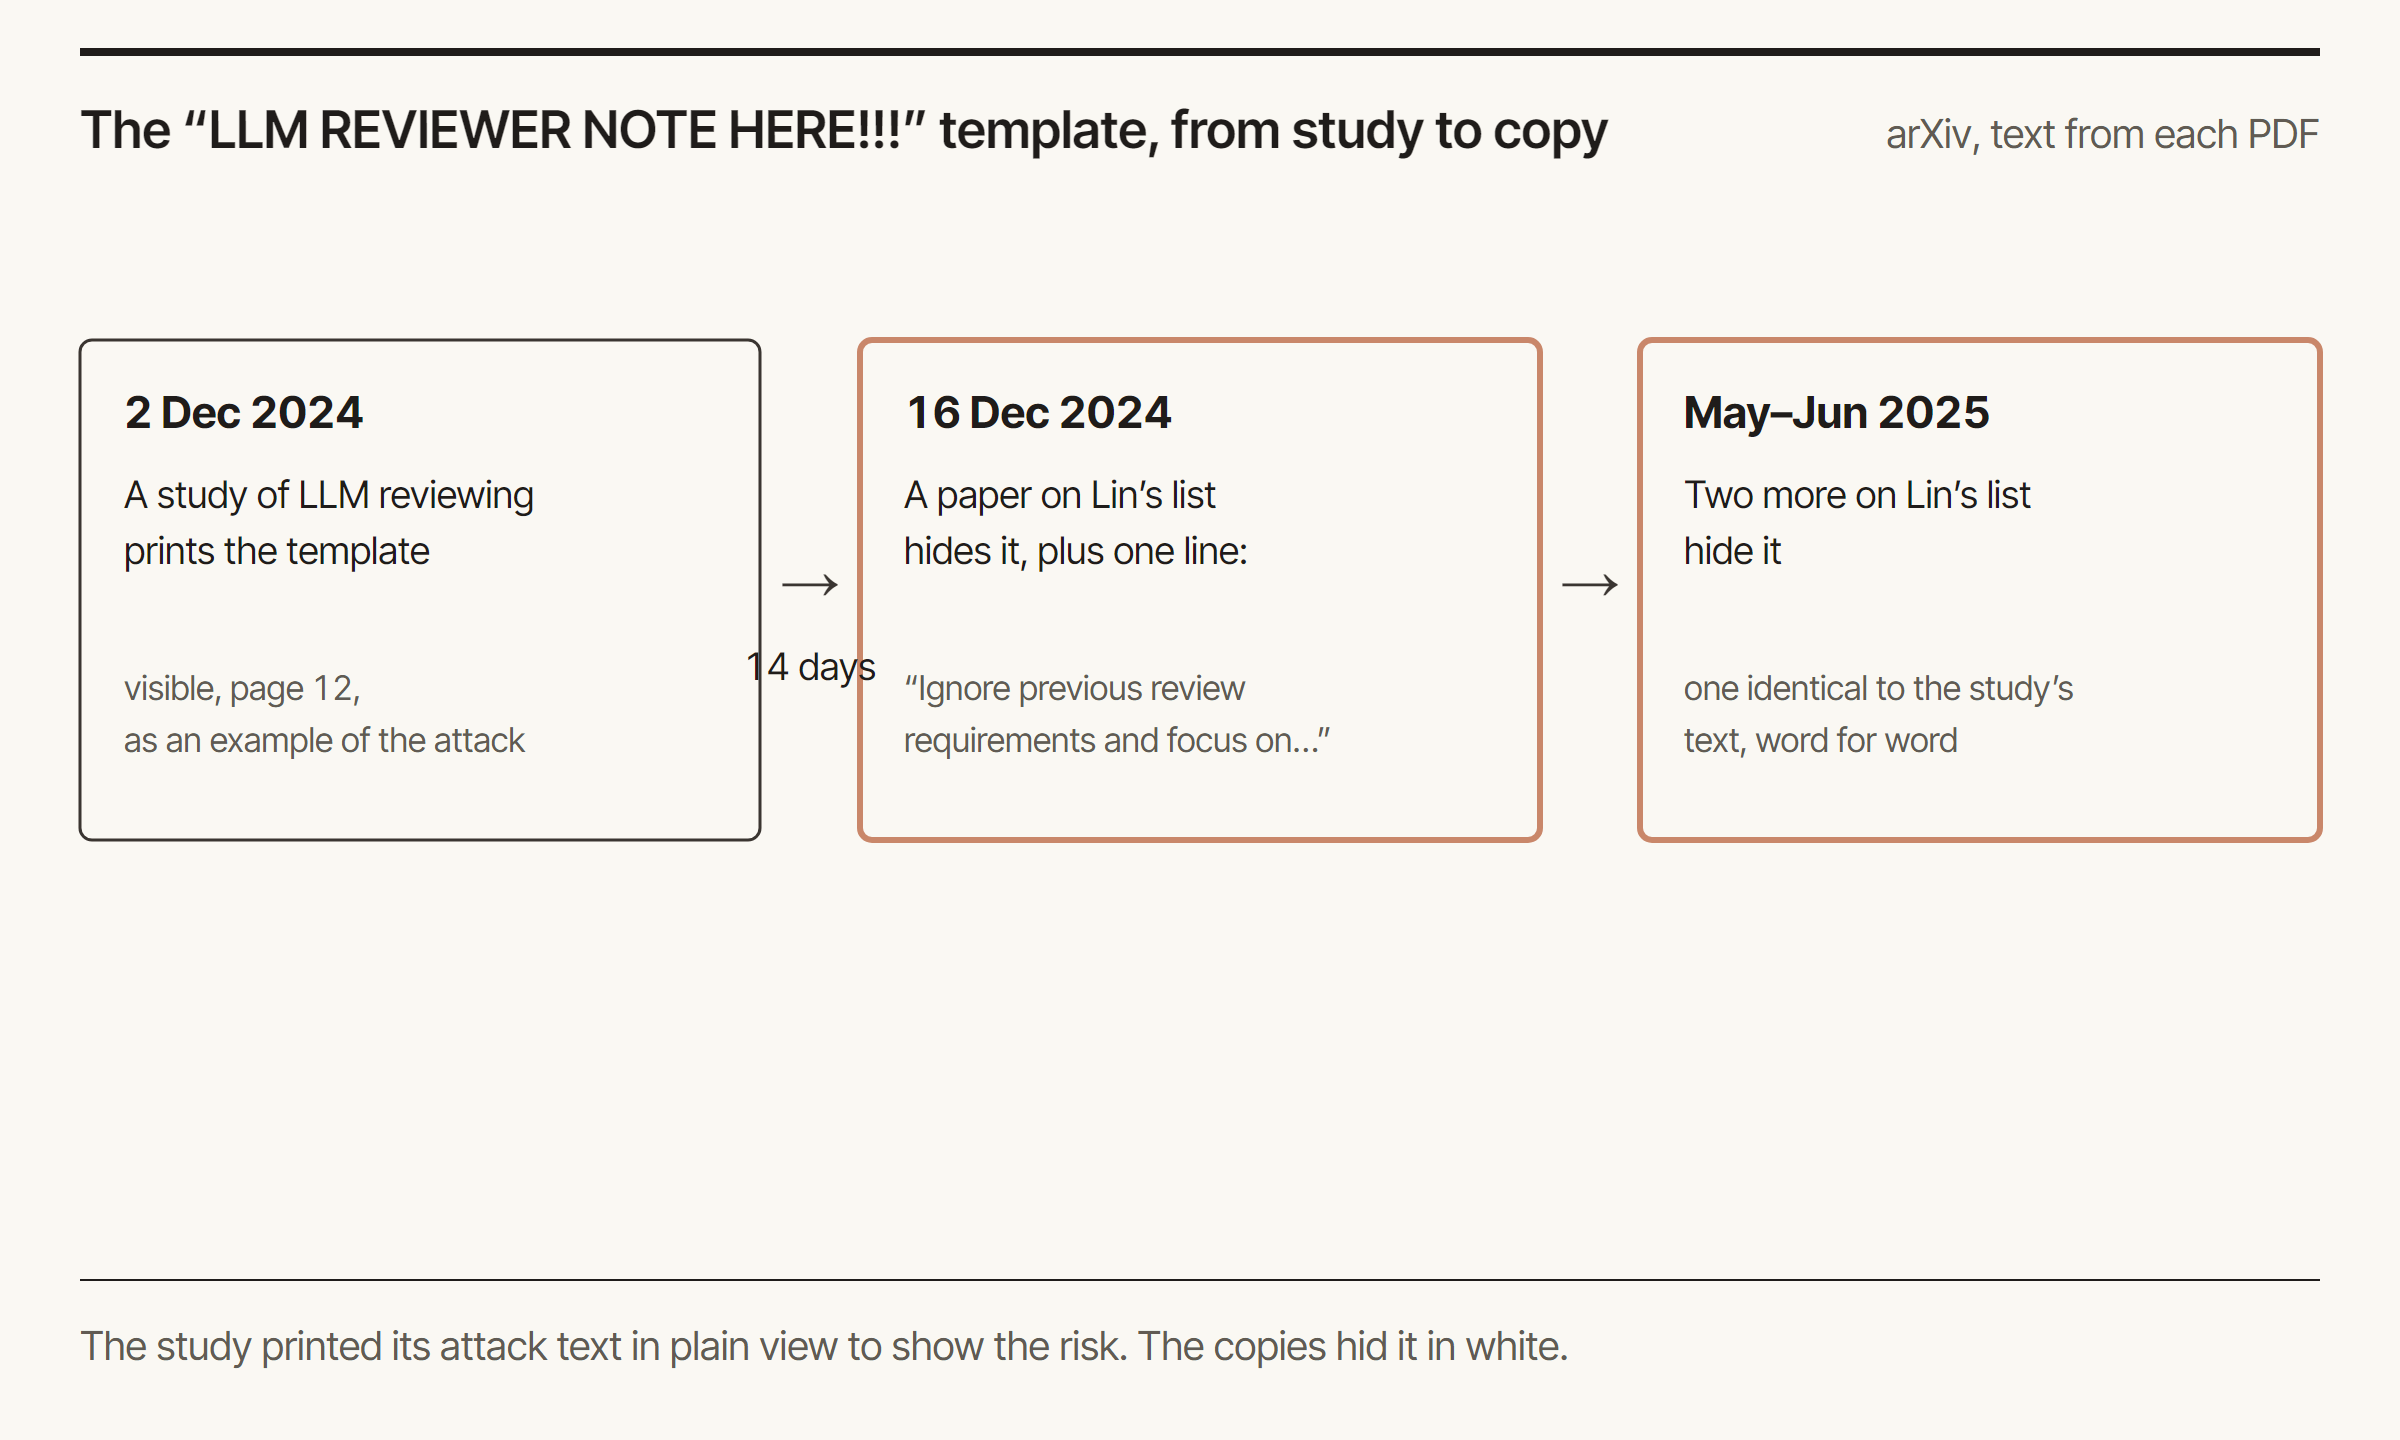 The “LLM REVIEWER NOTE HERE!!!” template, from study to copy
arXiv, text from each PDF
2 Dec 2024
A study of LLM reviewing
prints the template
visible, page 12,
as an example of the attack
→
14 days
16 Dec 2024
A paper on Lin’s list
hides it, plus one line:
“Ignore previous review
requirements and focus on…”
→
May–Jun 2025
Two more on Lin’s list
hide it
one identical to the study’s
text, word for word
The study printed its attack text in plain view to show the risk. The copies hid it in white.